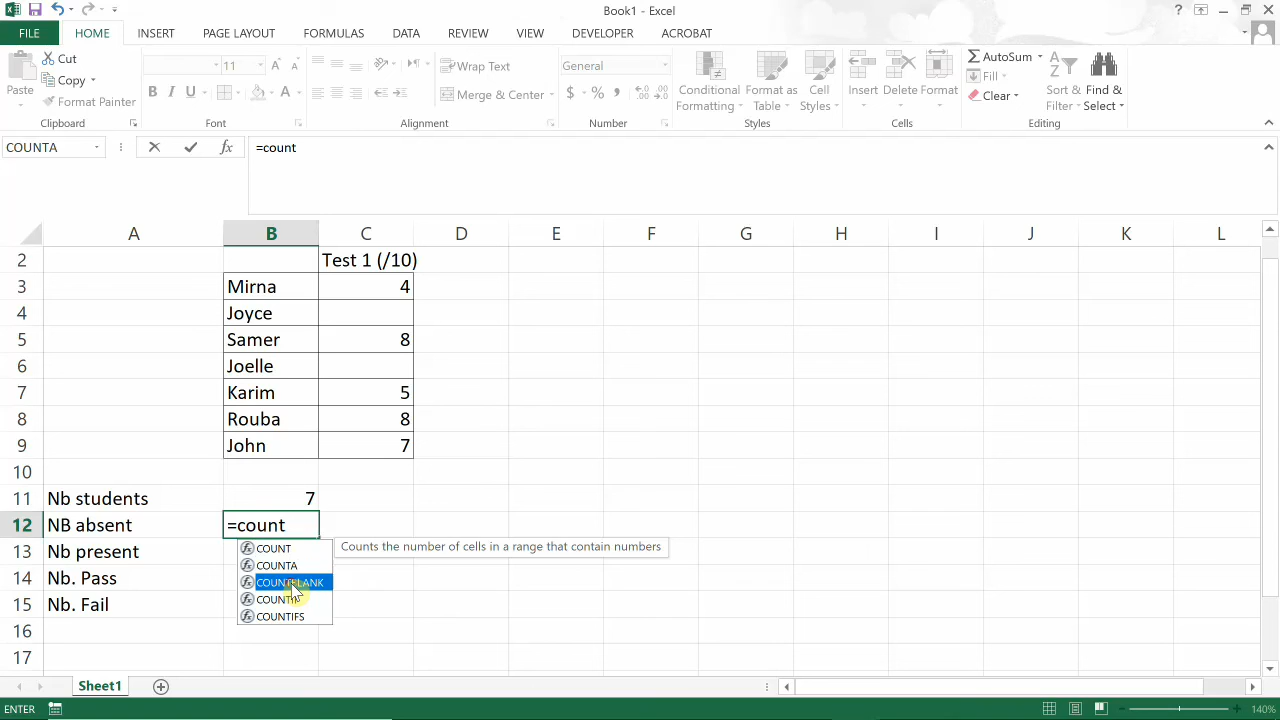 Book1 - Excel
FILE HOME INSERT PAGE LAYOUT FORMULAS DATA REVIEW VIEW DEVELOPER ACROBAT
Paste
Cut
Copy
Format Painter
Clipboard
11
B I U A
Font
Wrap Text
Merge & Center
Alignment
General
$ %
Number
Conditional Formatting
Format as Table
Cell Styles
Styles
Insert Delete Format
Cells
AutoSum
Fill
Clear
Sort & Filter
Find & Select
Editing
COUNTA fx =count
A B C D E F G H I J K L
2 Test 1 (/10)
3 Mirna 4
4 Joyce
5 Samer 8
6 Joelle
7 Karim 5
8 Rouba 8
9 John 7
10
11 Nb students 7
12 NB absent =count
13 Nb present
14 Nb. Pass
15 Nb. Fail
16
17
COUNT
Counts the number of cells in a range that contain numbers
COUNTA
COUNTBLANK
COUNTIF
COUNTIFS
Sheet1
ENTER 140%